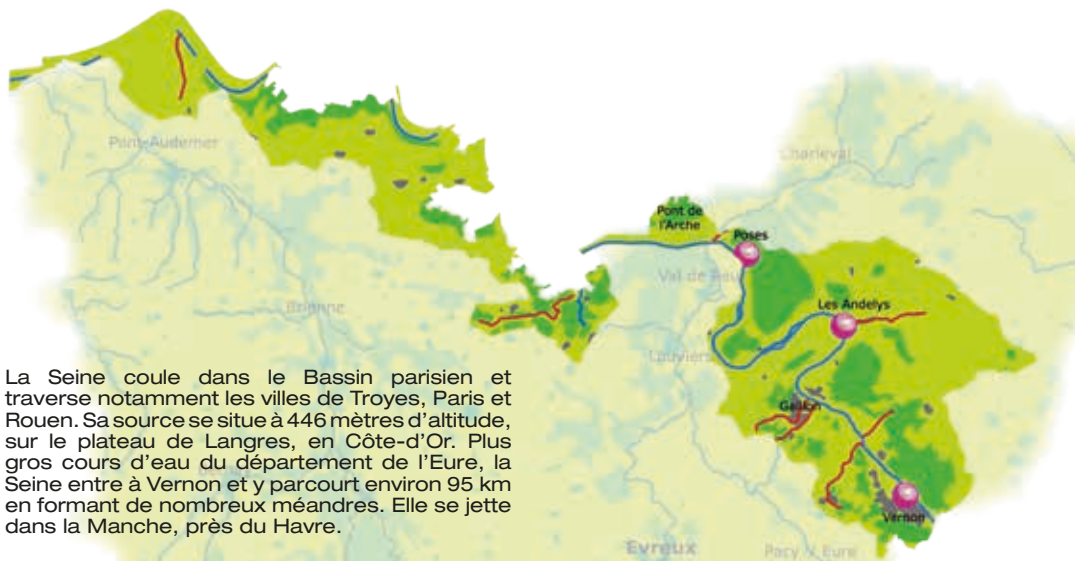 Pont-Audemer
Charleval
Pont de
l'Arche
Poses
Val de Reu
Les Andelys
Brionne
Louviers
La Seine coule dans le Bassin parisien et
traverse notamment les villes de Troyes, Paris et
Rouen. Sa source se situe à 446 mètres d'altitude,
sur le plateau de Langres, en Côte-d'Or. Plus
gros cours d'eau du département de l'Eure, la
Seine entre à Vernon et y parcourt environ 95 km
en formant de nombreux méandres. Elle se jette
dans la Manche, près du Havre.
Gaillon
Vernon
Evreux
Pacy / Eure